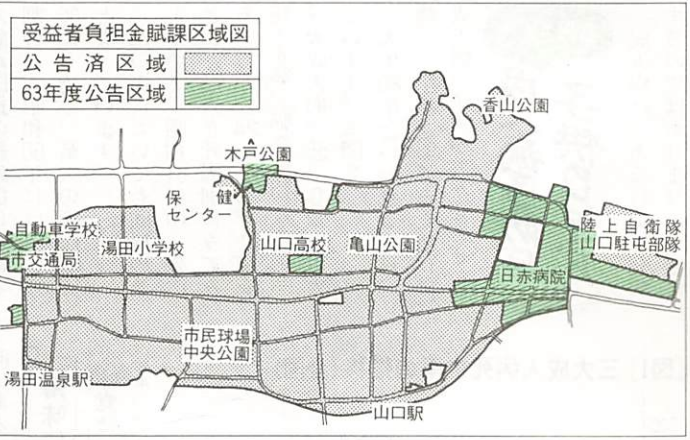 受益者負担金賦課区域図
公告済区域
63年度公告区域
香山公園
木戸公園
保健
センター
自動車学校
市交通局
湯田小学校
山口高校
亀山公園
陸上自衛隊
山口駐屯部隊
日赤病院
市民球場
中央公園
湯田温泉駅
山口駅